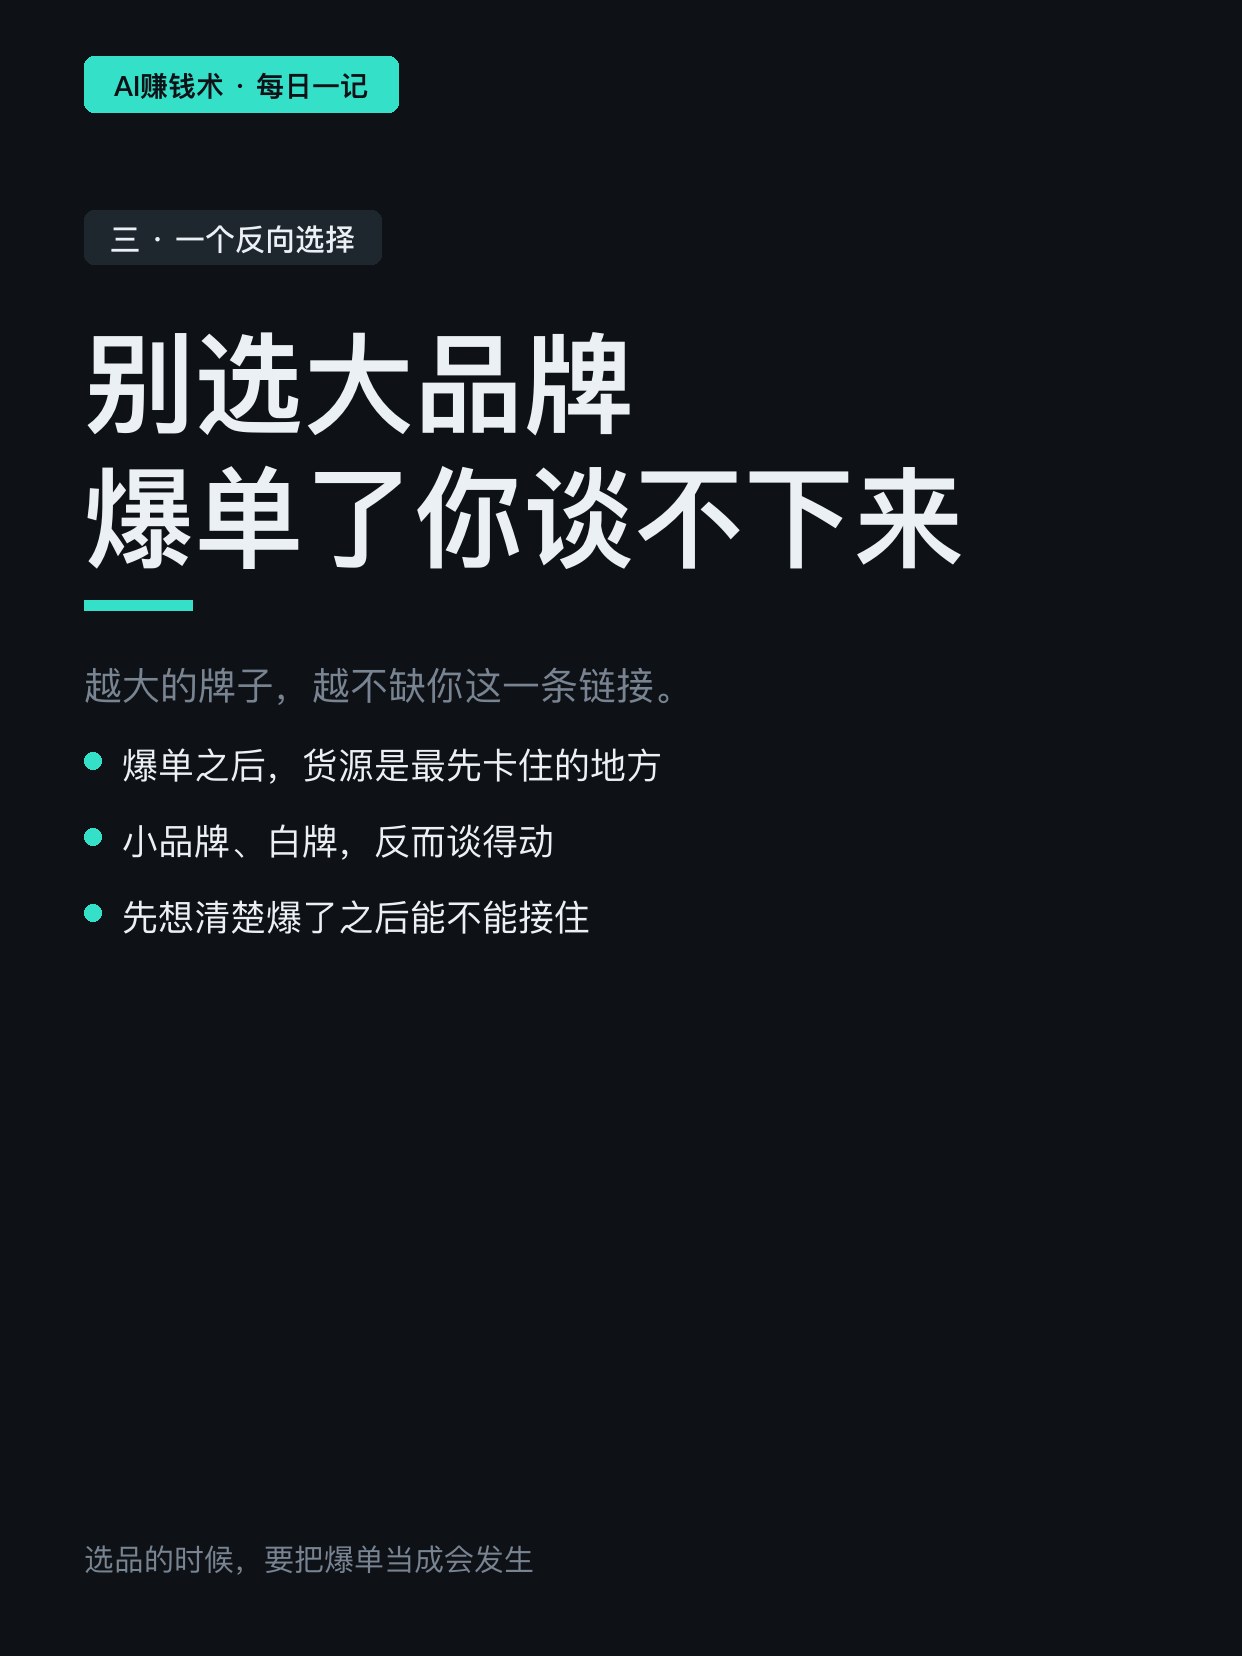 AI赚钱术 · 每日一记
三 · 一个反向选择
别选大品牌
爆单了你谈不下来
越大的牌子，越不缺你这一条链接。
爆单之后，货源是最先卡住的地方
小品牌、白牌，反而谈得动
先想清楚爆了之后能不能接住
选品的时候，要把爆单当成会发生